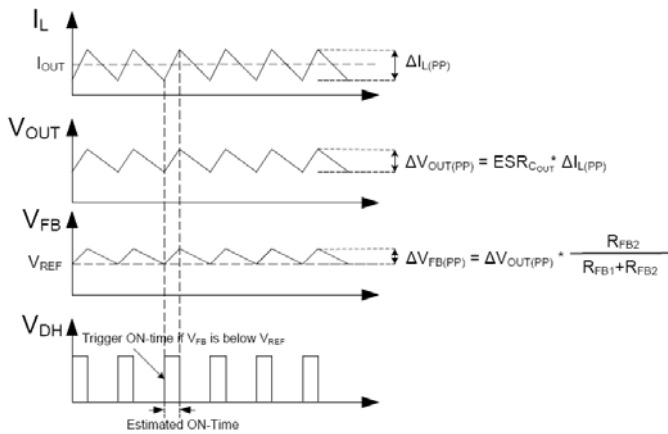 I_L
I_OUT
ΔI_L(PP)
V_OUT
ΔV_OUT(PP) = ESR_C_OUT * ΔI_L(PP)
V_FB
V_REF
ΔV_FB(PP) = ΔV_OUT(PP) * R_FB2 / R_FB1+R_FB2
V_DH
Trigger ON-time if V_FB is below V_REF
Estimated ON-Time